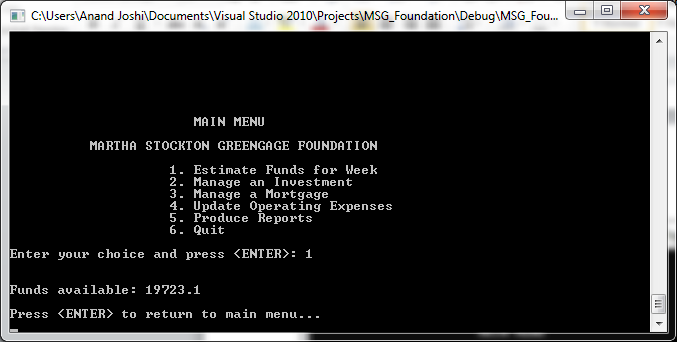 C:\Users\Anand Joshi\Documents\Visual Studio 2010\Projects\MSG_Foundation\Debug\MSG_Fou...
MAIN MENU
MARTHA STOCKTON GREENGAGE FOUNDATION
1. Estimate Funds for Week
2. Manage an Investment
3. Manage a Mortgage
4. Update Operating Expenses
5. Produce Reports
6. Quit
Enter your choice and press <ENTER>: 1
Funds available: 19723.1
Press <ENTER> to return to main menu...